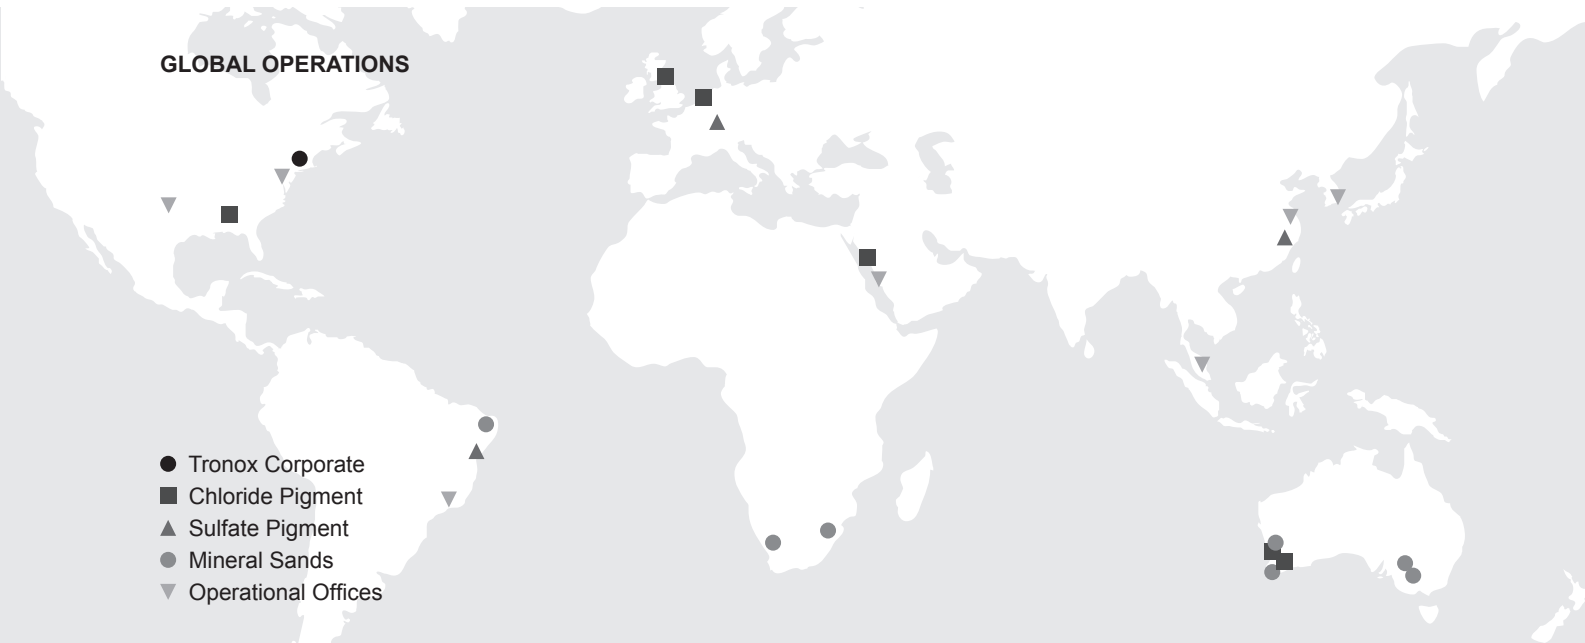 GLOBAL OPERATIONS
Tronox Corporate
Chloride Pigment
Sulfate Pigment
Mineral Sands
Operational Offices